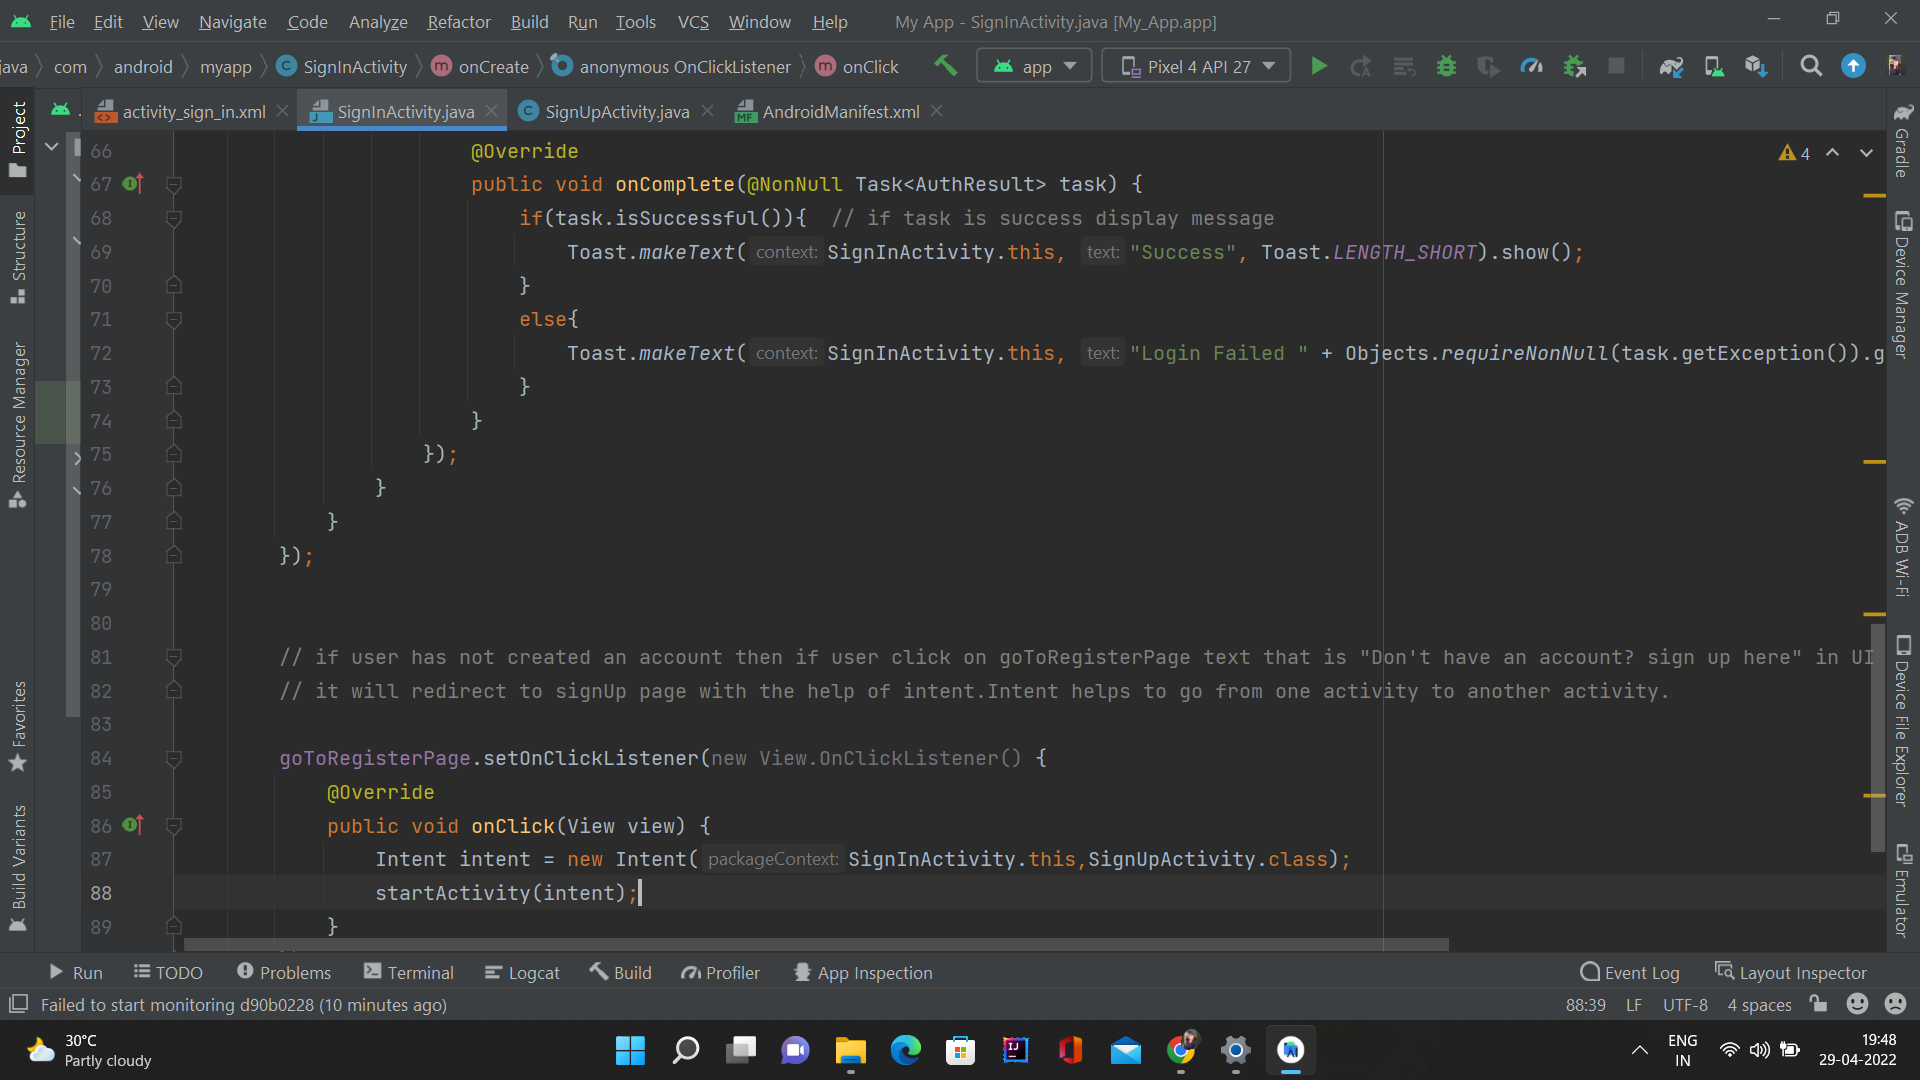 File Edit View Navigate Code Analyze Refactor Build Run Tools VCS Window Help My App - SignInActivity.java [My_App.app]
java com android myapp SignInActivity onCreate anonymous OnClickListener onClick app Pixel 4 API 27
activity_sign_in.xml SignInActivity.java SignUpActivity.java AndroidManifest.xml
Project
Structure
Resource Manager
Favorites
Build Variants
4
66 @Override
67 public void onComplete(@NonNull Task<AuthResult> task) {
68 if(task.isSuccessful()){  // if task is success display message
69 Toast.makeText( context: SignInActivity.this, text: "Success", Toast.LENGTH_SHORT).show();
70 }
71 else{
72 Toast.makeText( context: SignInActivity.this, text: "Login Failed " + Objects.requireNonNull(task.getException()).g
73 }
74 }
75 });
76 }
77 }
78 });
79
80
81 // if user has not created an account then if user click on goToRegisterPage text that is "Don't have an account? sign up here" in UI
82 // it will redirect to signUp page with the help of intent.Intent helps to go from one activity to another activity.
83
84 goToRegisterPage.setOnClickListener(new View.OnClickListener() {
85 @Override
86 public void onClick(View view) {
87 Intent intent = new Intent( packageContext: SignInActivity.this,SignUpActivity.class);
88 startActivity(intent);
89 }
Gradle
Device Manager
ADB Wi-Fi
Device File Explorer
Emulator
Run TODO Problems Terminal Logcat Build Profiler App Inspection Event Log Layout Inspector
Failed to start monitoring d90b0228 (10 minutes ago) 88:39 LF UTF-8 4 spaces
30°C
Partly cloudy
ENG
IN
19:48
29-04-2022